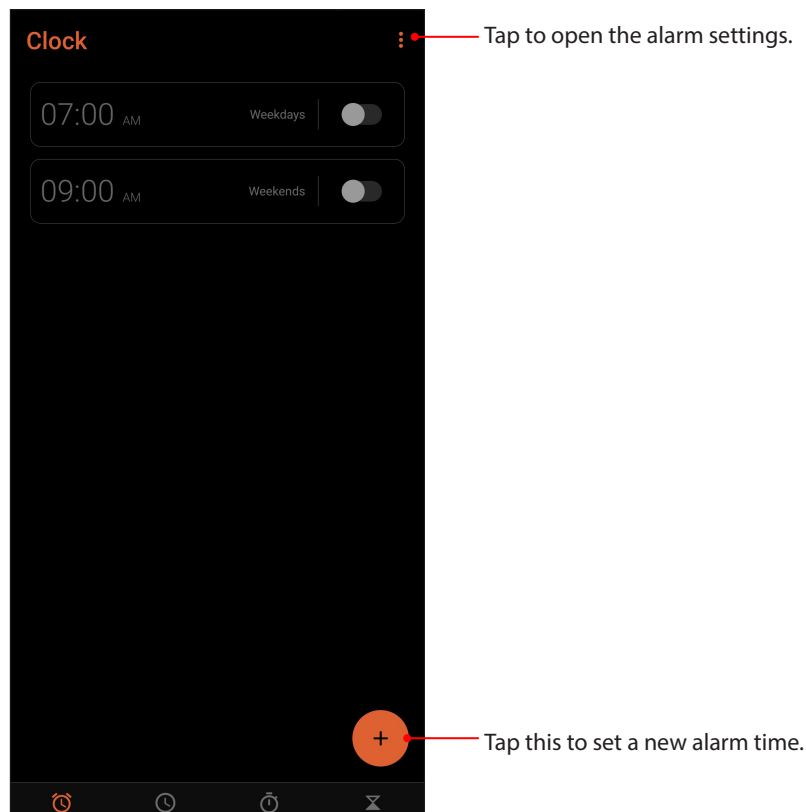 Clock
Tap to open the alarm settings.
07:00 AM Weekdays
09:00 AM Weekends
+
Tap this to set a new alarm time.